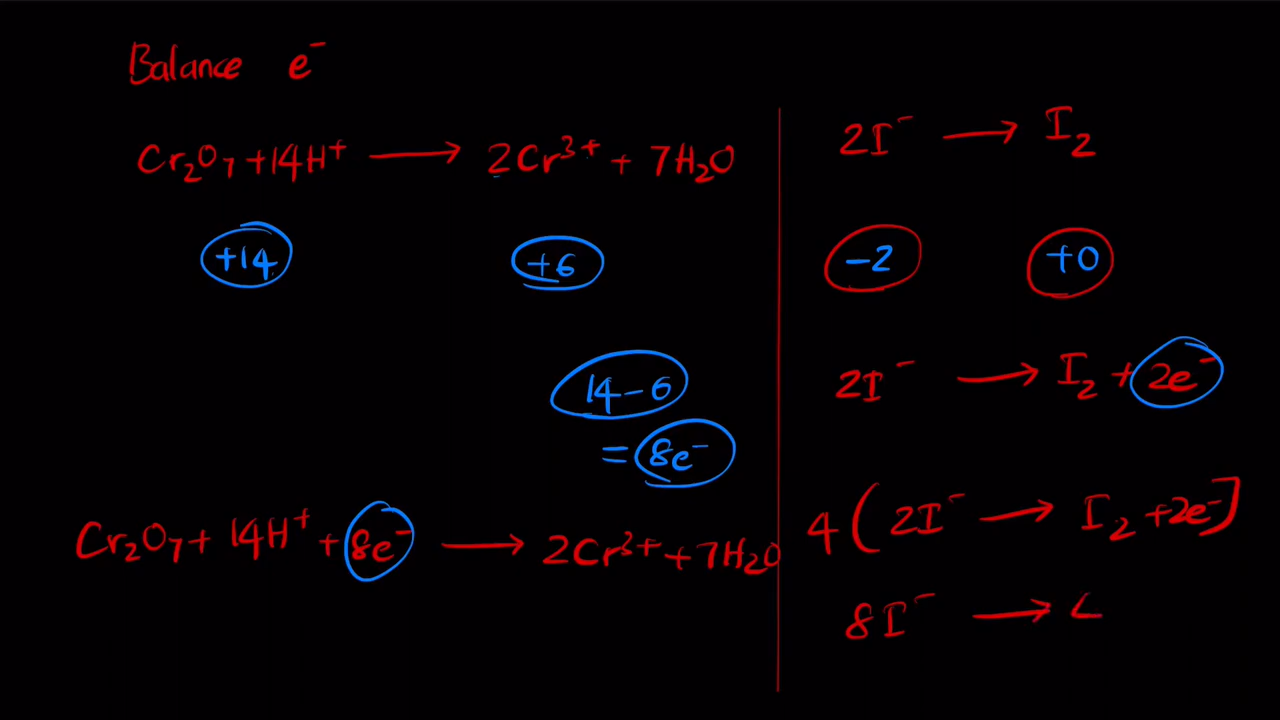 Balance e⁻
Cr₂O₇ + 14H⁺ ⟶ 2Cr³⁺ + 7H₂O
+14
+6
14 - 6
= 8e⁻
Cr₂O₇ + 14H⁺ + 8e⁻ ⟶ 2Cr³⁺ + 7H₂O
2I⁻ ⟶ I₂
-2
+0
2I⁻ ⟶ I₂ + 2e⁻
4 ( 2I⁻ ⟶ I₂ + 2e⁻ ]
8I⁻ ⟶